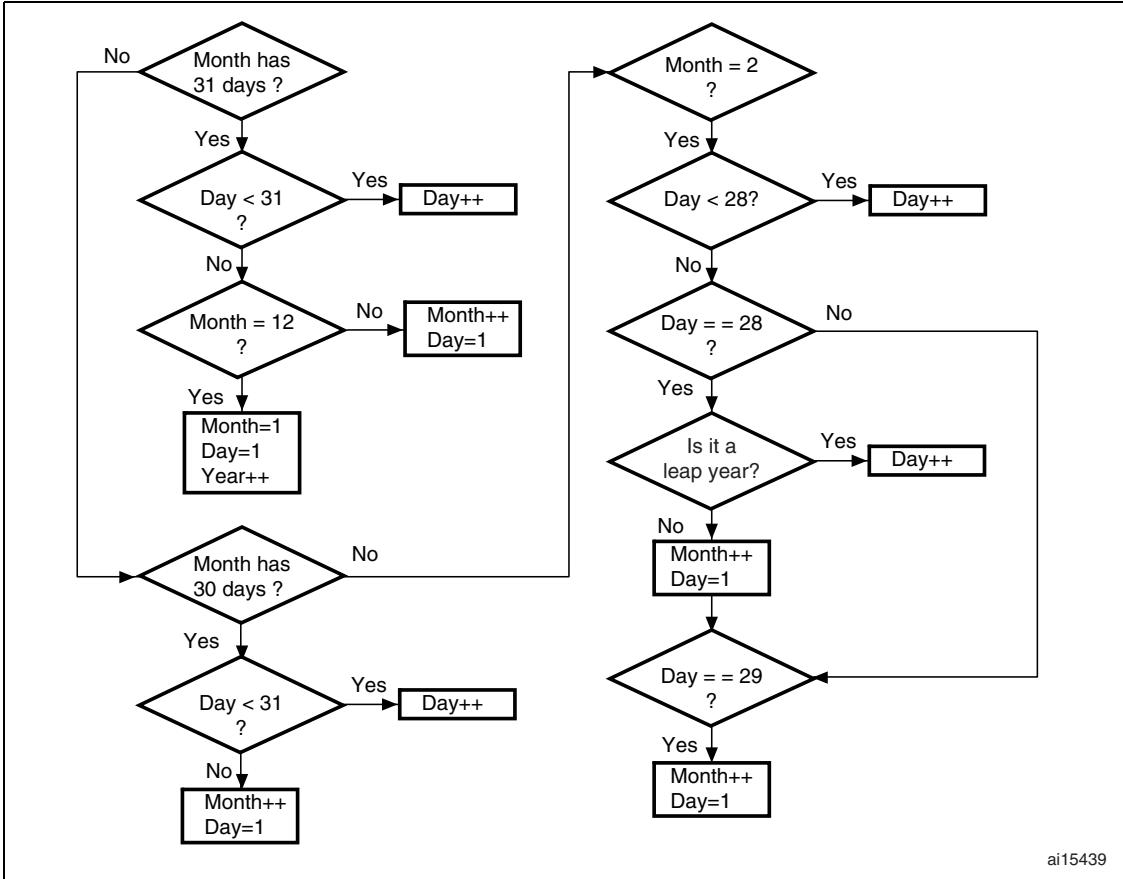 No
Month has
31 days ?
Yes
Day < 31
?
Yes
Day++
No
Month = 12
?
No
Month++
Day=1
Yes
Month=1
Day=1
Year++
Month has
30 days ?
No
Yes
Day < 31
?
Yes
Day++
No
Month++
Day=1
Month = 2
?
Yes
Day < 28?
Yes
Day++
No
Day = = 28
?
No
Yes
Is it a
leap year?
Yes
Day++
No
Month++
Day=1
Day = = 29
?
Yes
Month++
Day=1
ai15439